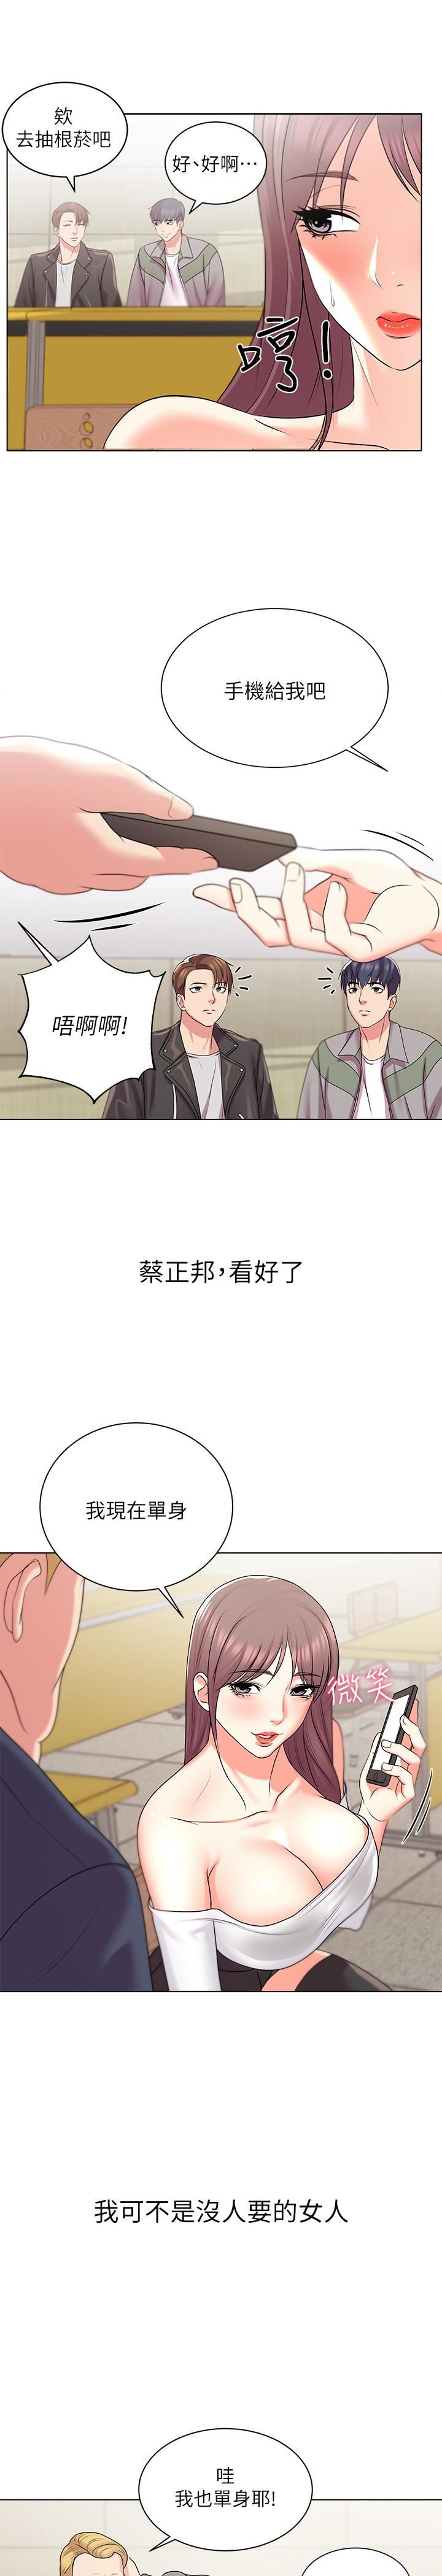 欸
去抽根菸吧
好、好啊…
哼!
手機給我吧
唔啊啊!
蔡正邦,看好了
我現在單身
微笑
我可不是沒人要的女人
哇
我也單身耶!